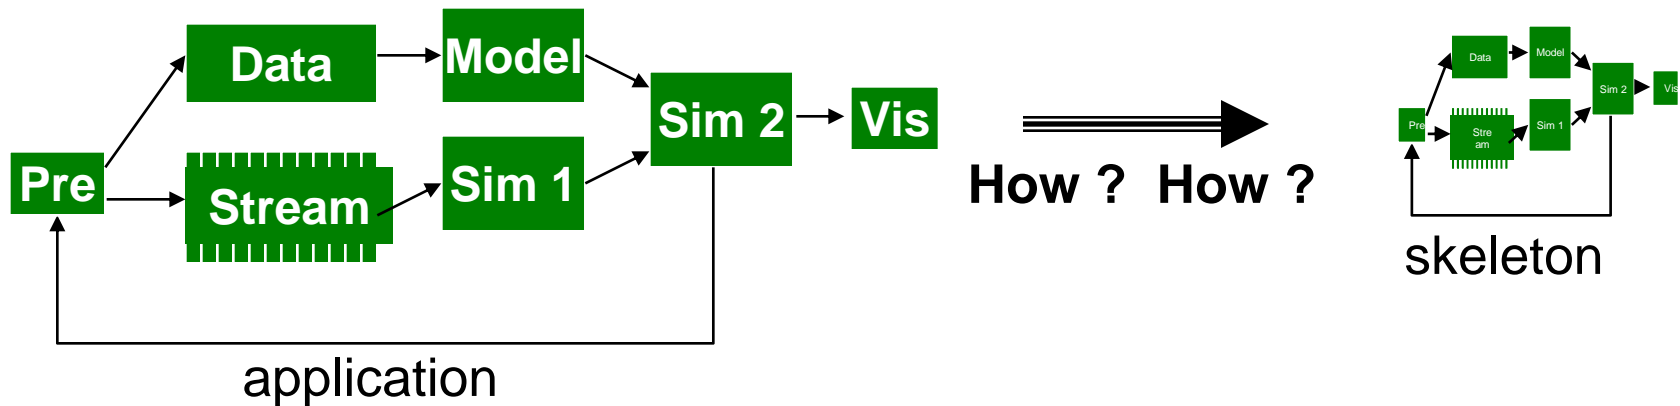 Pre
Data
Model
Stream
Sim 1
Sim 2
Vis
application
How ? How ?
Pre
Data
Model
Stre
am
Sim 1
Sim 2
Vis
skeleton